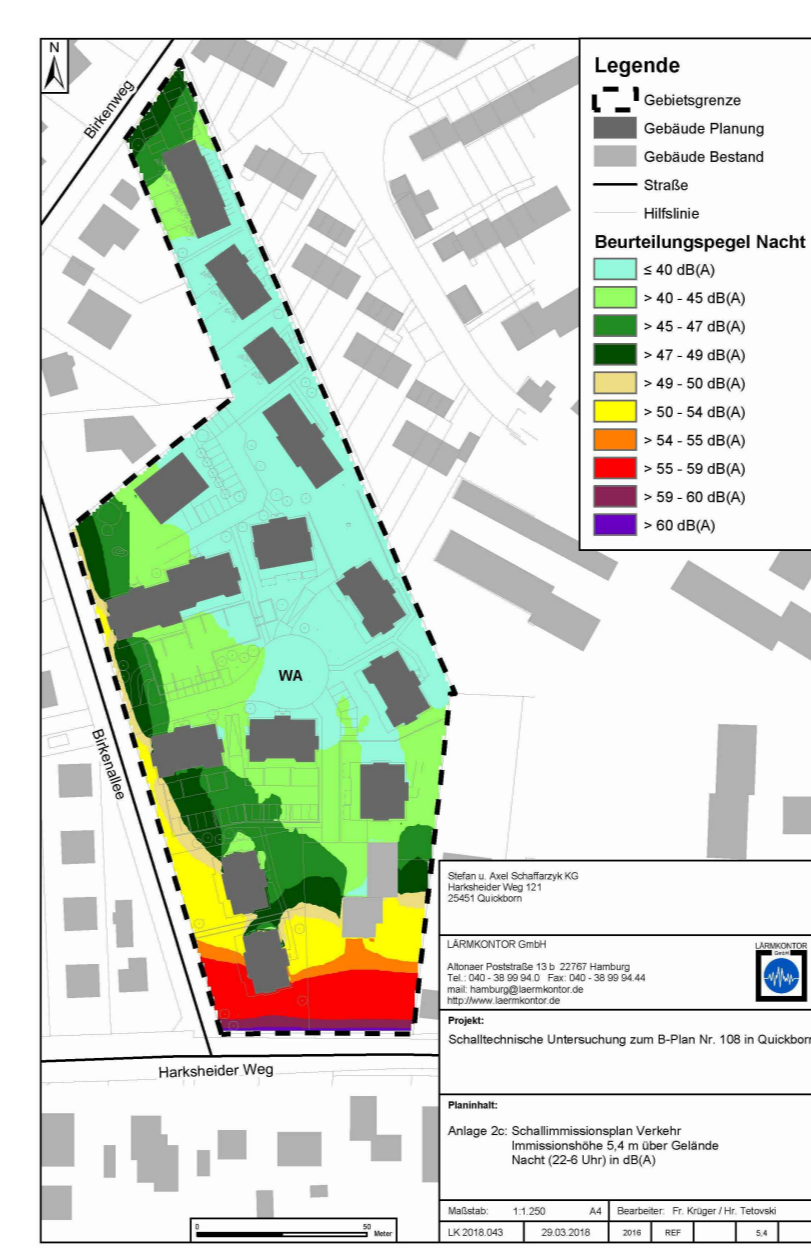 N
Birkenweg
Legende
Gebietsgrenze
Gebäude Planung
Gebäude Bestand
Straße
Hilfslinie
Beurteilungspegel Nacht
≤ 40 dB(A)
> 40 - 45 dB(A)
> 45 - 47 dB(A)
> 47 - 49 dB(A)
> 49 - 50 dB(A)
> 50 - 54 dB(A)
> 54 - 55 dB(A)
> 55 - 59 dB(A)
> 59 - 60 dB(A)
> 60 dB(A)
WA
Birkenallee
Harksheider Weg
0 50 Meter
Stefan u. Axel Schaffarzyk KG
Harksheider Weg 121
25451 Quickborn
LÄRMKONTOR GmbH
Altonaer Poststraße 13 b 22767 Hamburg
Tel.: 040 - 38 99 94.0 Fax: 040 - 38 99 94.44
mail: hamburg@laermkontor.de
http://www.laermkontor.de
LÄRMKONTOR
GmbH
Projekt:
Schalltechnische Untersuchung zum B-Plan Nr. 108 in Quickborn
Planinhalt:
Anlage 2c: Schallimmissionsplan Verkehr
Immissionshöhe 5,4 m über Gelände
Nacht (22-6 Uhr) in dB(A)
Maßstab: 1:1.250 A4 Bearbeiter: Fr. Krüger / Hr. Tetovski
LK 2018.043 29.03.2018 2016 REF 5,4